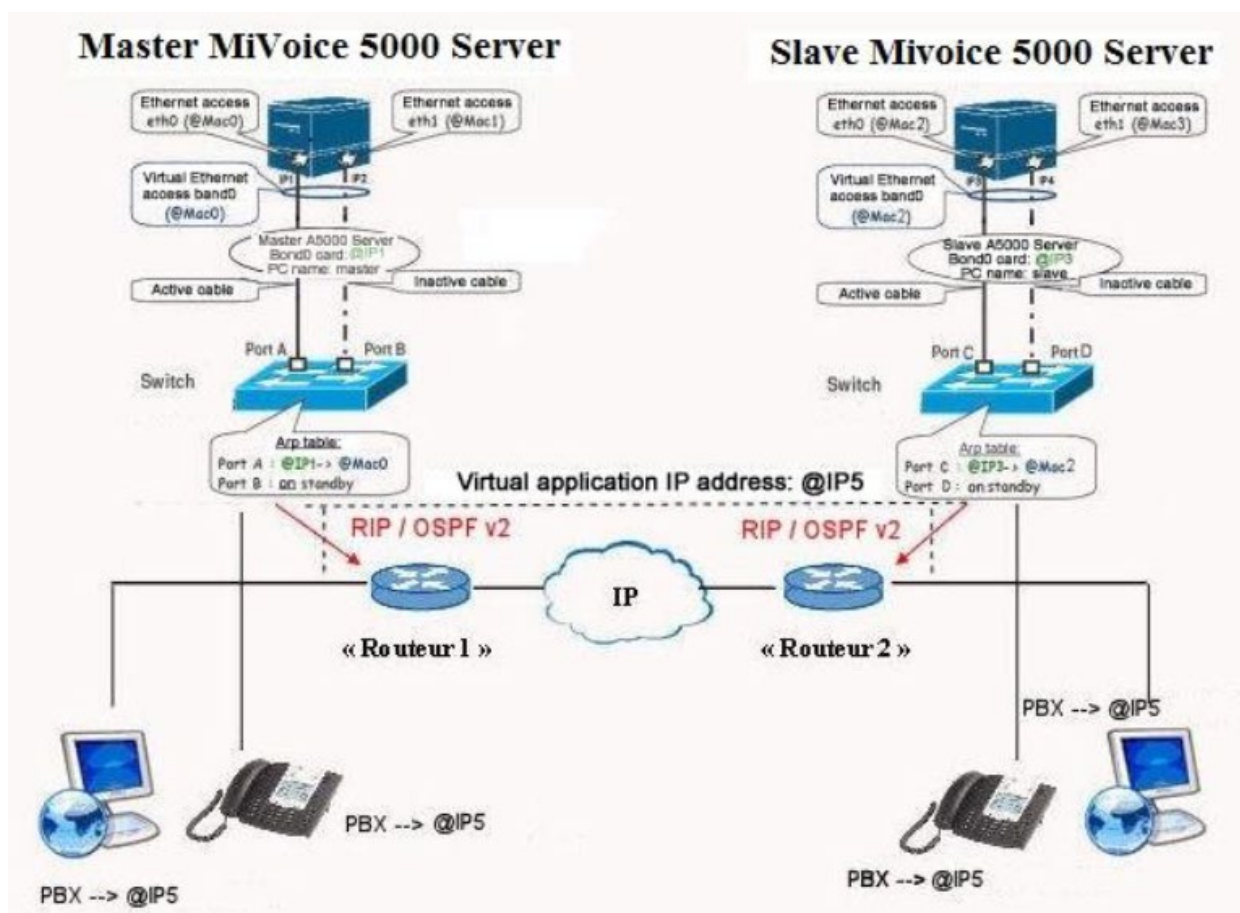 Master MiVoice 5000 Server
Slave Mivoice 5000 Server
Ethernet access
eth0 (@Mac0)
Ethernet access
eth1 (@Mac1)
IP1
IP2
Virtual Ethernet
access band0
(@Mac0)
Master A5000 Server
Bond0 card: @IP1
PC name: master
Active cable
Inactive cable
Port A
Port B
Switch
Arp table:
Port A : @IP1-> @Mac0
Port B : on standby
Ethernet access
eth0 (@Mac2)
Ethernet access
eth1 (@Mac3)
IP3
IP4
Virtual Ethernet
access band0
(@Mac2)
Slave A5000 Server
Bond0 card: @IP3
PC name: slave
Active cable
Inactive cable
Port C
Port D
Switch
Arp table:
Port C : @IP3-> @Mac2
Port D : on standby
Virtual application IP address: @IP5
RIP / OSPF v2
RIP / OSPF v2
IP
« Routeur 1 »
« Routeur 2 »
PBX --> @IP5
PBX --> @IP5
PBX --> @IP5
PBX --> @IP5